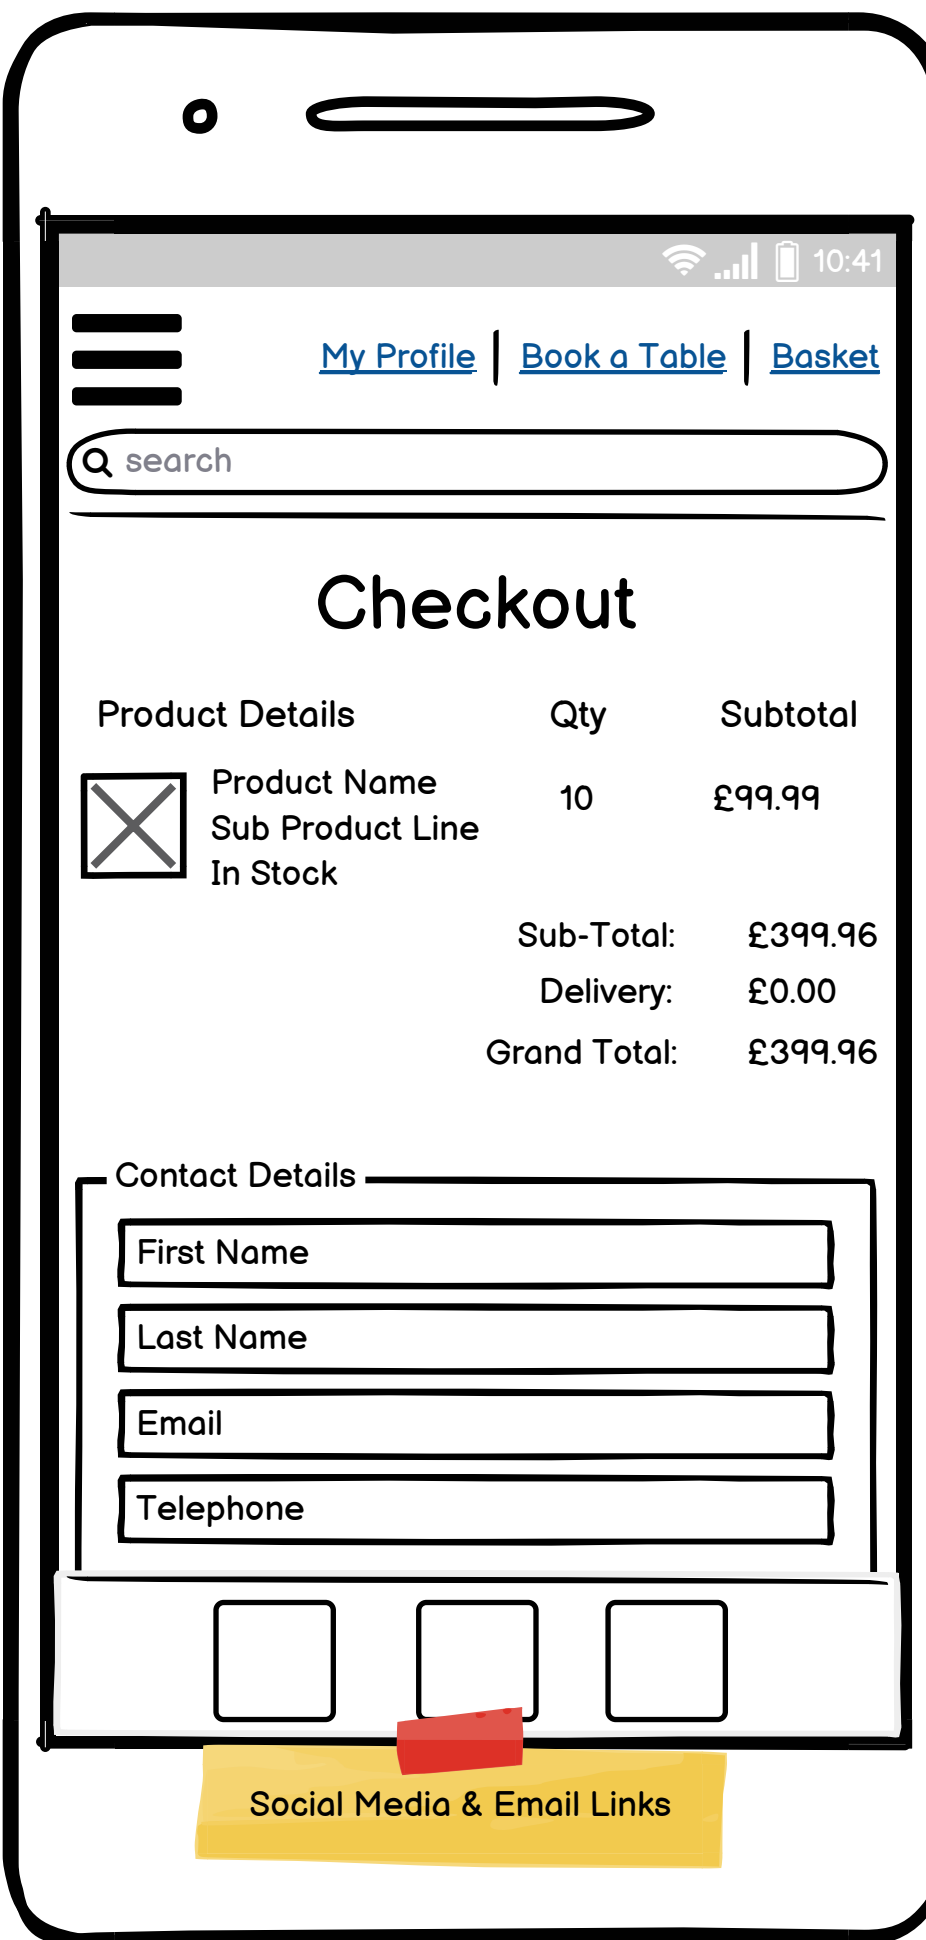 10:41
My Profile Book a Table Basket
search
Checkout
Product Details Qty Subtotal
Product Name 10 £99.99
Sub Product Line
In Stock
Sub-Total: £399.96
Delivery: £0.00
Grand Total: £399.96
Contact Details
First Name
Last Name
Email
Telephone
Social Media & Email Links